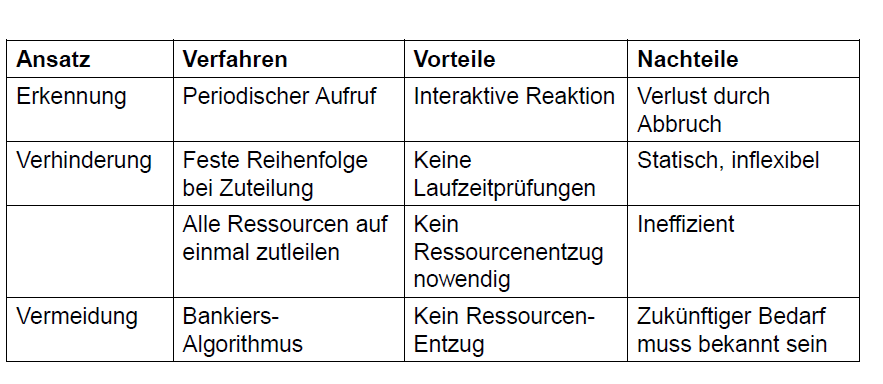 Ansatz Verfahren Vorteile Nachteile
Erkennung Periodischer Aufruf Interaktive Reaktion Verlust durch
Abbruch
Verhinderung Feste Reihenfolge Keine Statisch, inflexibel
bei Zuteilung Laufzeitprüfungen
Alle Ressourcen auf Kein Ineffizient
einmal zutleilen Ressourcenentzug
nowendig
Vermeidung Bankiers- Kein Ressourcen- Zukünftiger Bedarf
Algorithmus Entzug muss bekannt sein